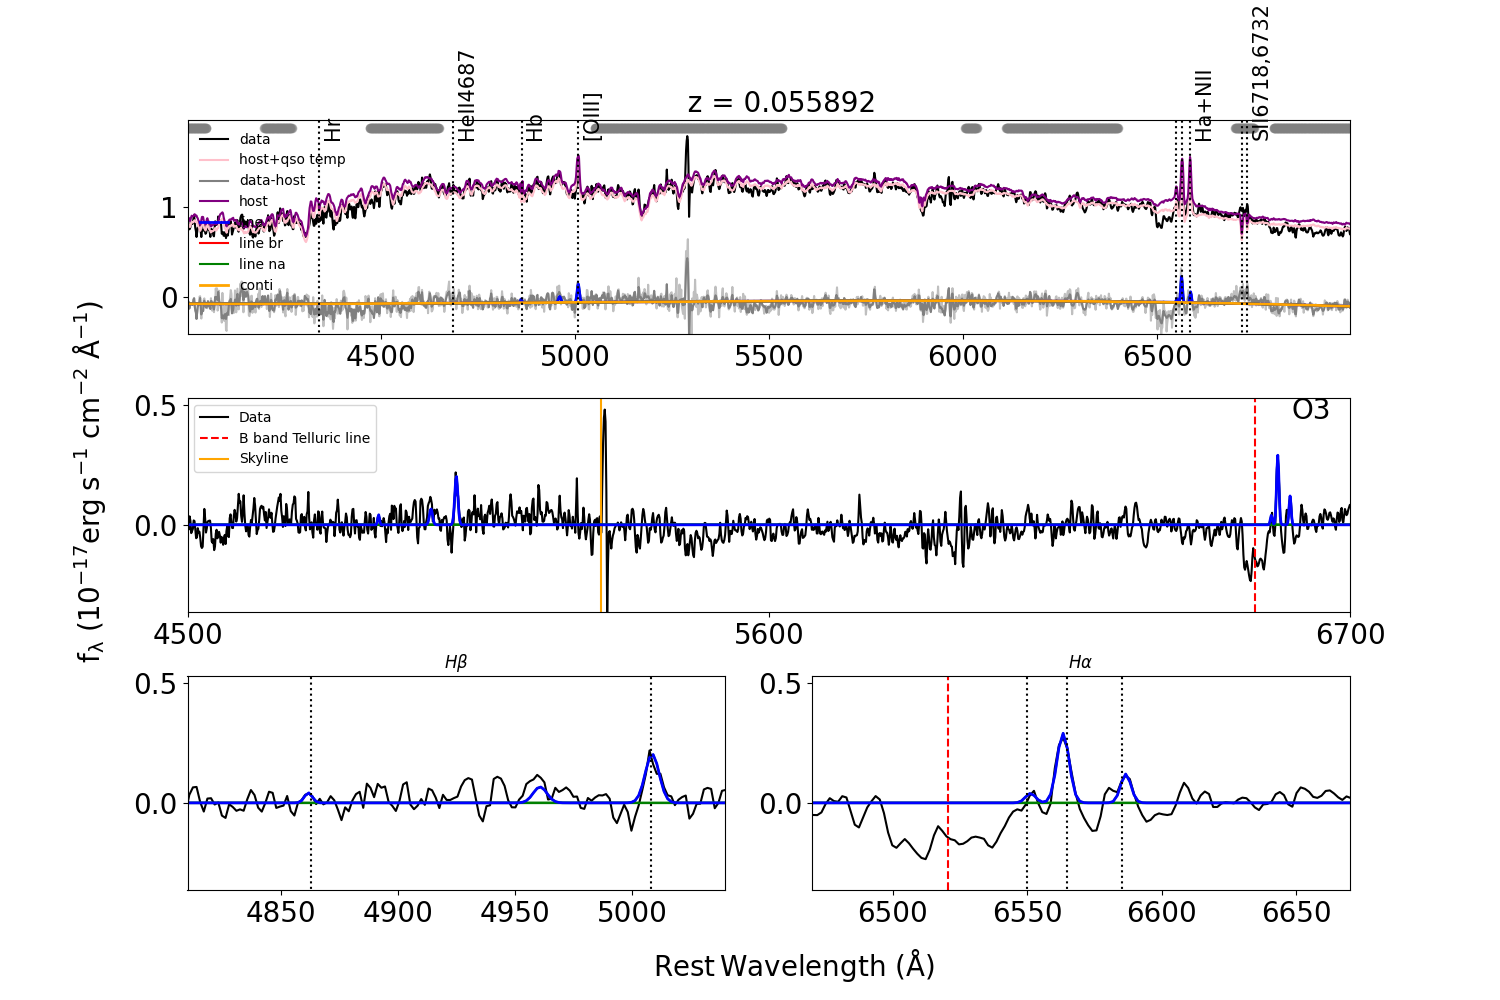 z = 0.055892
Hr
HeII4687
Hb
[OIII]
Ha+NII
SII6718,6732
data
host+qso temp
data-host
host
line br
line na
conti
1
0
4500 5000 5500 6000 6500
fλ (10⁻¹⁷erg s⁻¹ cm⁻² Å⁻¹)
O3
Data
B band Telluric line
Skyline
0.5
0.0
4500 5600 6700
Hβ
0.5
0.0
4850 4900 4950 5000
Hα
0.5
0.0
6500 6550 6600 6650
Rest Wavelength (Å)